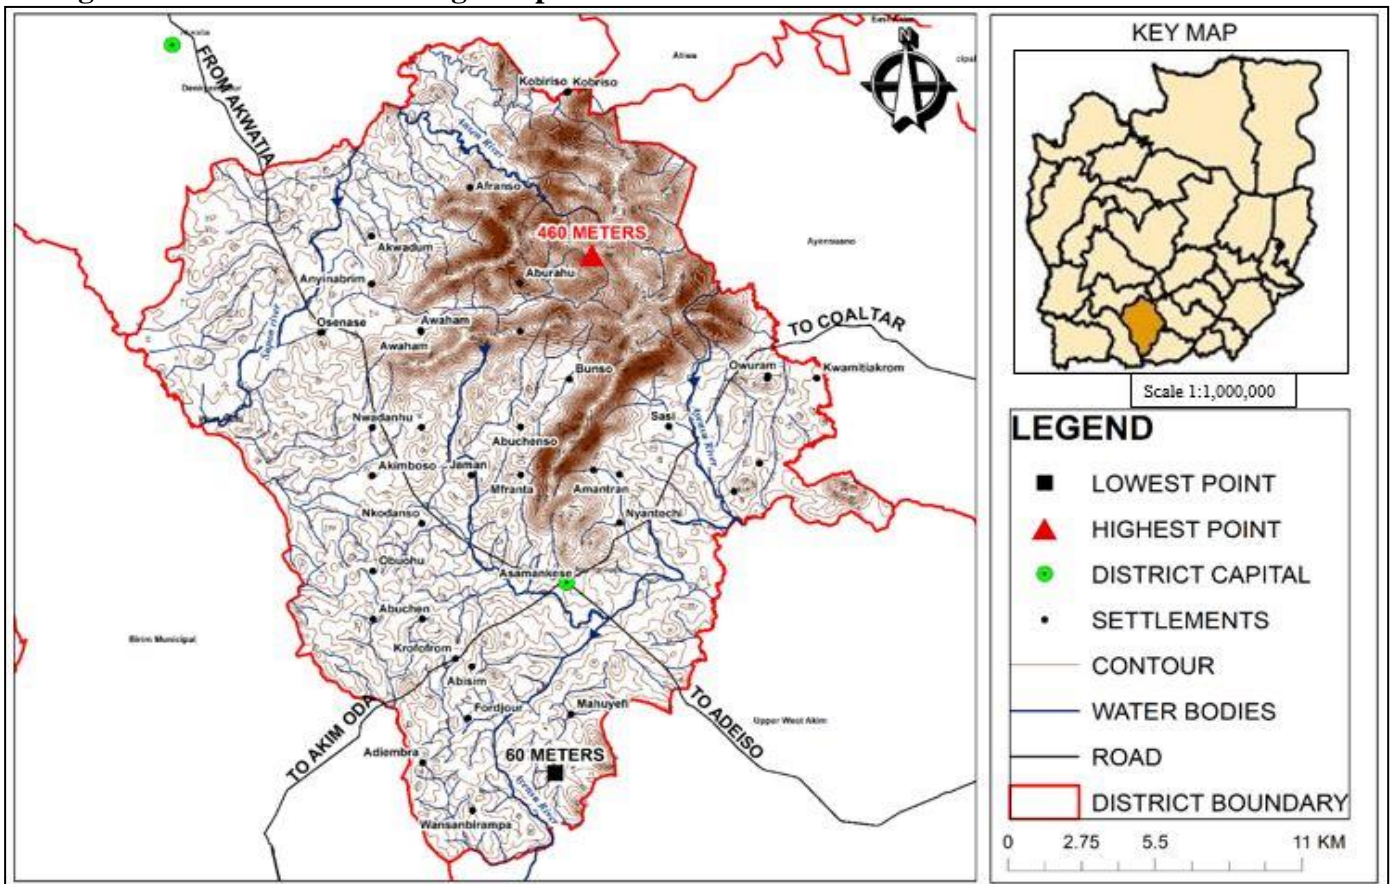 KEY MAP
Scale 1:1,000,000
LEGEND
LOWEST POINT
HIGHEST POINT
DISTRICT CAPITAL
SETTLEMENTS
CONTOUR
WATER BODIES
ROAD
DISTRICT BOUNDARY
0 2.75 5.5 11 KM
N
Atiwa
FROM AKWATIA
Kobiriso Kobriso
Afranso
460 METERS
Akwadum
Ayensuano
Aburahu
Anyinabrim
Osenase
Awaham
Awaham
TO COALTAR
Bunso
Owuram
Kwamitiakrom
Nwadanhu
Sasi
Abuchenso
Akimboso
Jaman
Mfranta
Amantran
Nkodanso
Nyantochi
Obuohu
Asamankese
Abuchen
Birim Municipal
Krofofrom
Abisim
TO AKIM ODA
TO ADEISO
Fordjour
Mahuyefi
Upper West Akim
Adiembra
60 METERS
Wansanbirampa